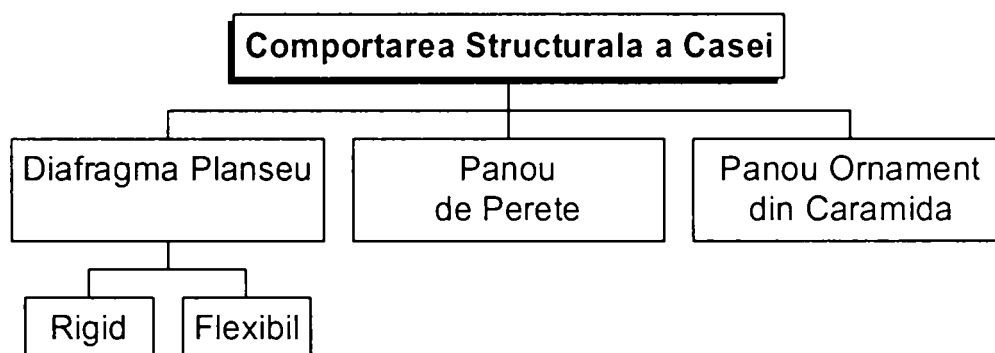 Comportarea Structurala a Casei
Diafragma Planseu
Panou
de Perete
Panou Ornament
din Caramida
Rigid
Flexibil